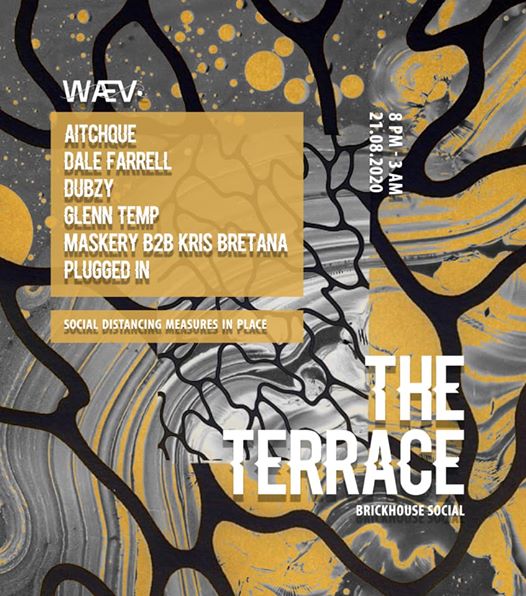 WÆV.
AITCHQUE
DALE FARRELL
DUBZY
GLENN TEMP
MASKERY B2B KRIS BRETANA
PLUGGED IN
SOCIAL DISTANCING MEASURES IN PLACE
8 PM - 3 AM
21.08.2020
THE
TERRACE
BRICKHOUSE SOCIAL